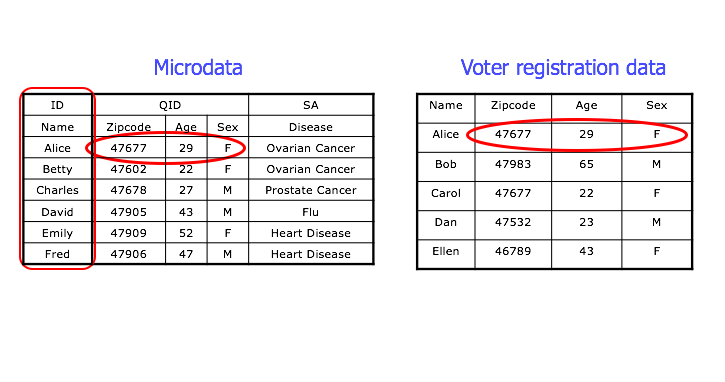 Microdata
ID QID SA
Name Zipcode Age Sex Disease
Alice 47677 29 F Ovarian Cancer
Betty 47602 22 F Ovarian Cancer
Charles 47678 27 M Prostate Cancer
David 47905 43 M Flu
Emily 47909 52 F Heart Disease
Fred 47906 47 M Heart Disease
Voter registration data
Name Zipcode Age Sex
Alice 47677 29 F
Bob 47983 65 M
Carol 47677 22 F
Dan 47532 23 M
Ellen 46789 43 F